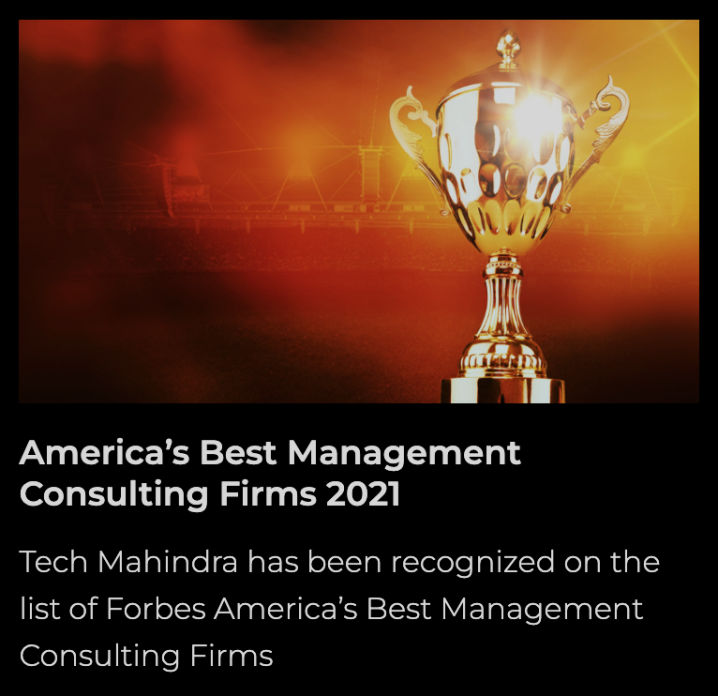 America’s Best Management
Consulting Firms 2021
Tech Mahindra has been recognized on the
list of Forbes America’s Best Management
Consulting Firms